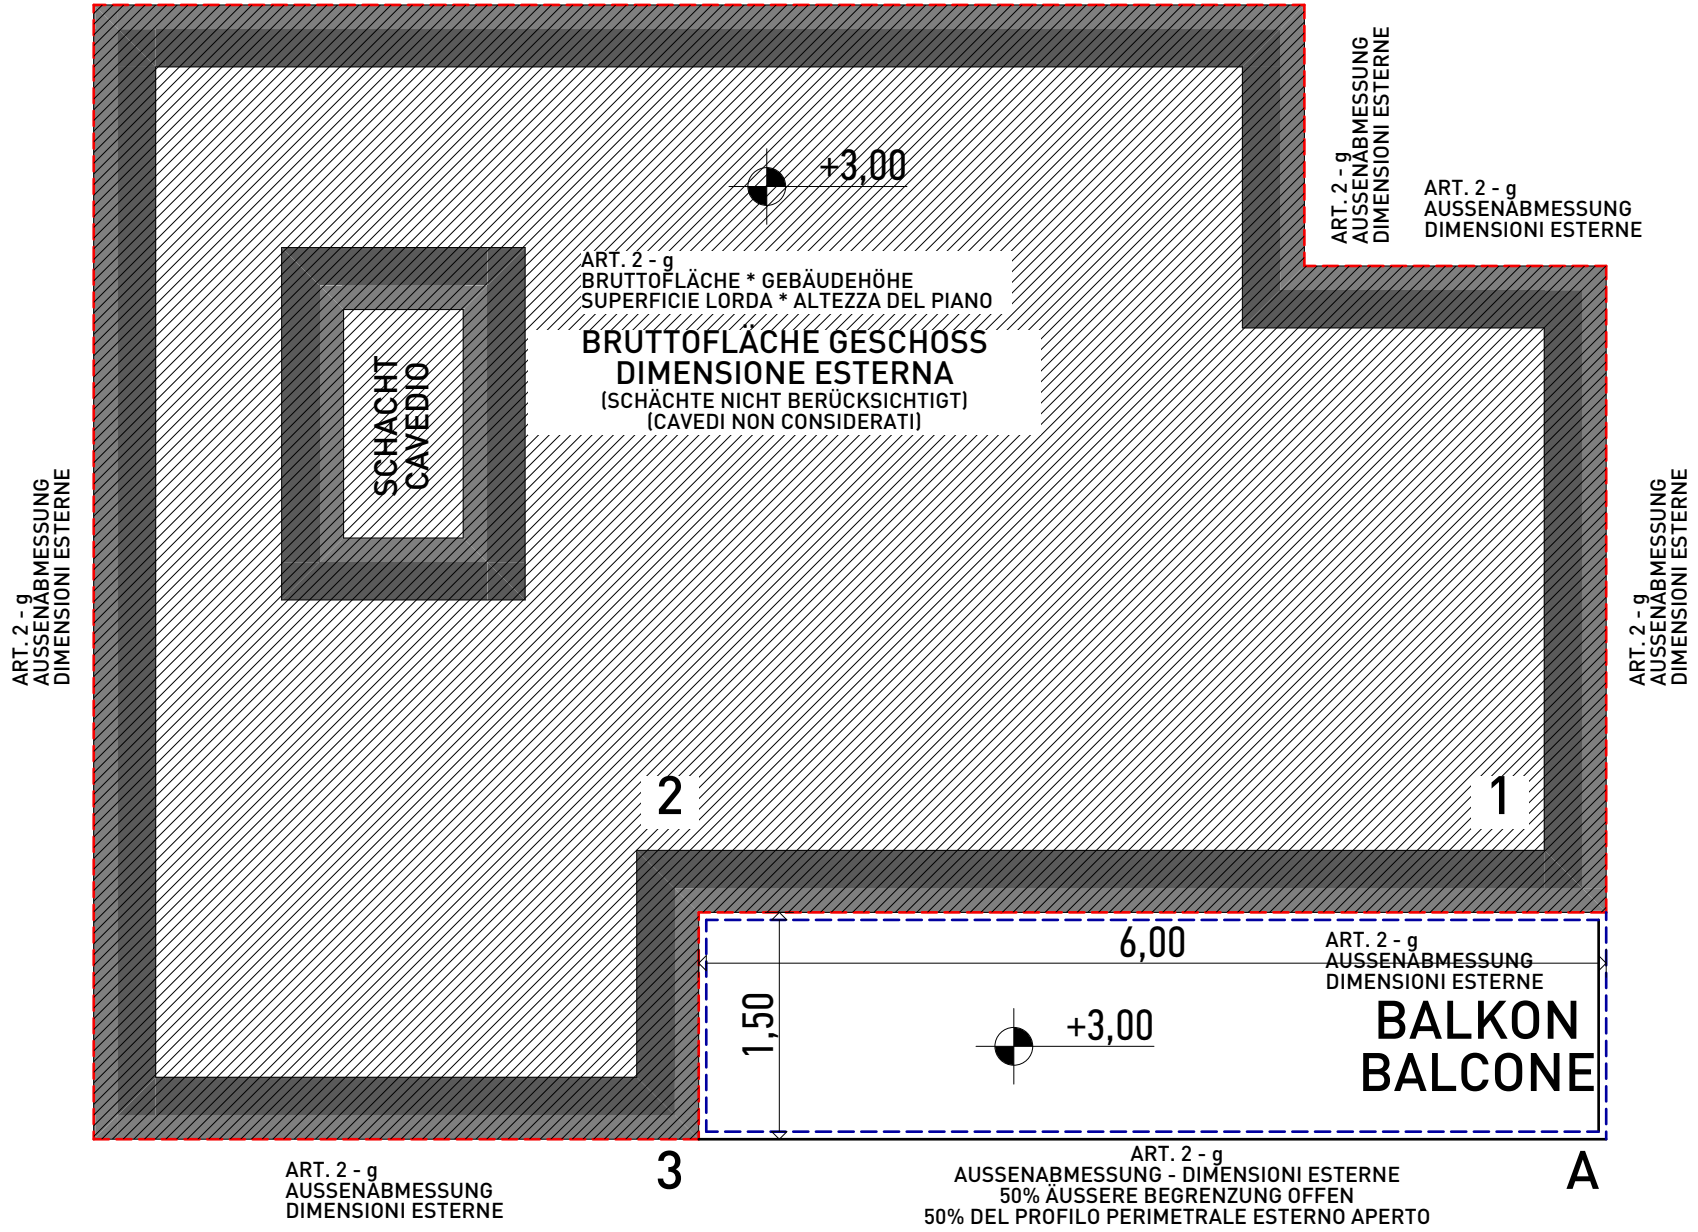 ART. 2 - g
AUSSENABMESSUNG
DIMENSIONI ESTERNE
ART. 2 - g
AUSSENABMESSUNG
DIMENSIONI ESTERNE
+3,00
ART. 2 - g
BRUTTOFLÄCHE * GEBÄUDEHÖHE
SUPERFICIE LORDA * ALTEZZA DEL PIANO
BRUTTOFLÄCHE GESCHOSS
DIMENSIONE ESTERNA
(SCHÄCHTE NICHT BERÜCKSICHTIGT)
(CAVEDI NON CONSIDERATI)
SCHACHT
CAVEDIO
ART. 2 - g
AUSSENABMESSUNG
DIMENSIONI ESTERNE
ART. 2 - g
AUSSENABMESSUNG
DIMENSIONI ESTERNE
2
1
6,00
ART. 2 - g
AUSSENABMESSUNG
DIMENSIONI ESTERNE
1,50
+3,00
BALKON
BALCONE
ART. 2 - g
AUSSENABMESSUNG
DIMENSIONI ESTERNE
3
ART. 2 - g
AUSSENABMESSUNG - DIMENSIONI ESTERNE
50% ÄUSSERE BEGRENZUNG OFFEN
50% DEL PROFILO PERIMETRALE ESTERNO APERTO
A